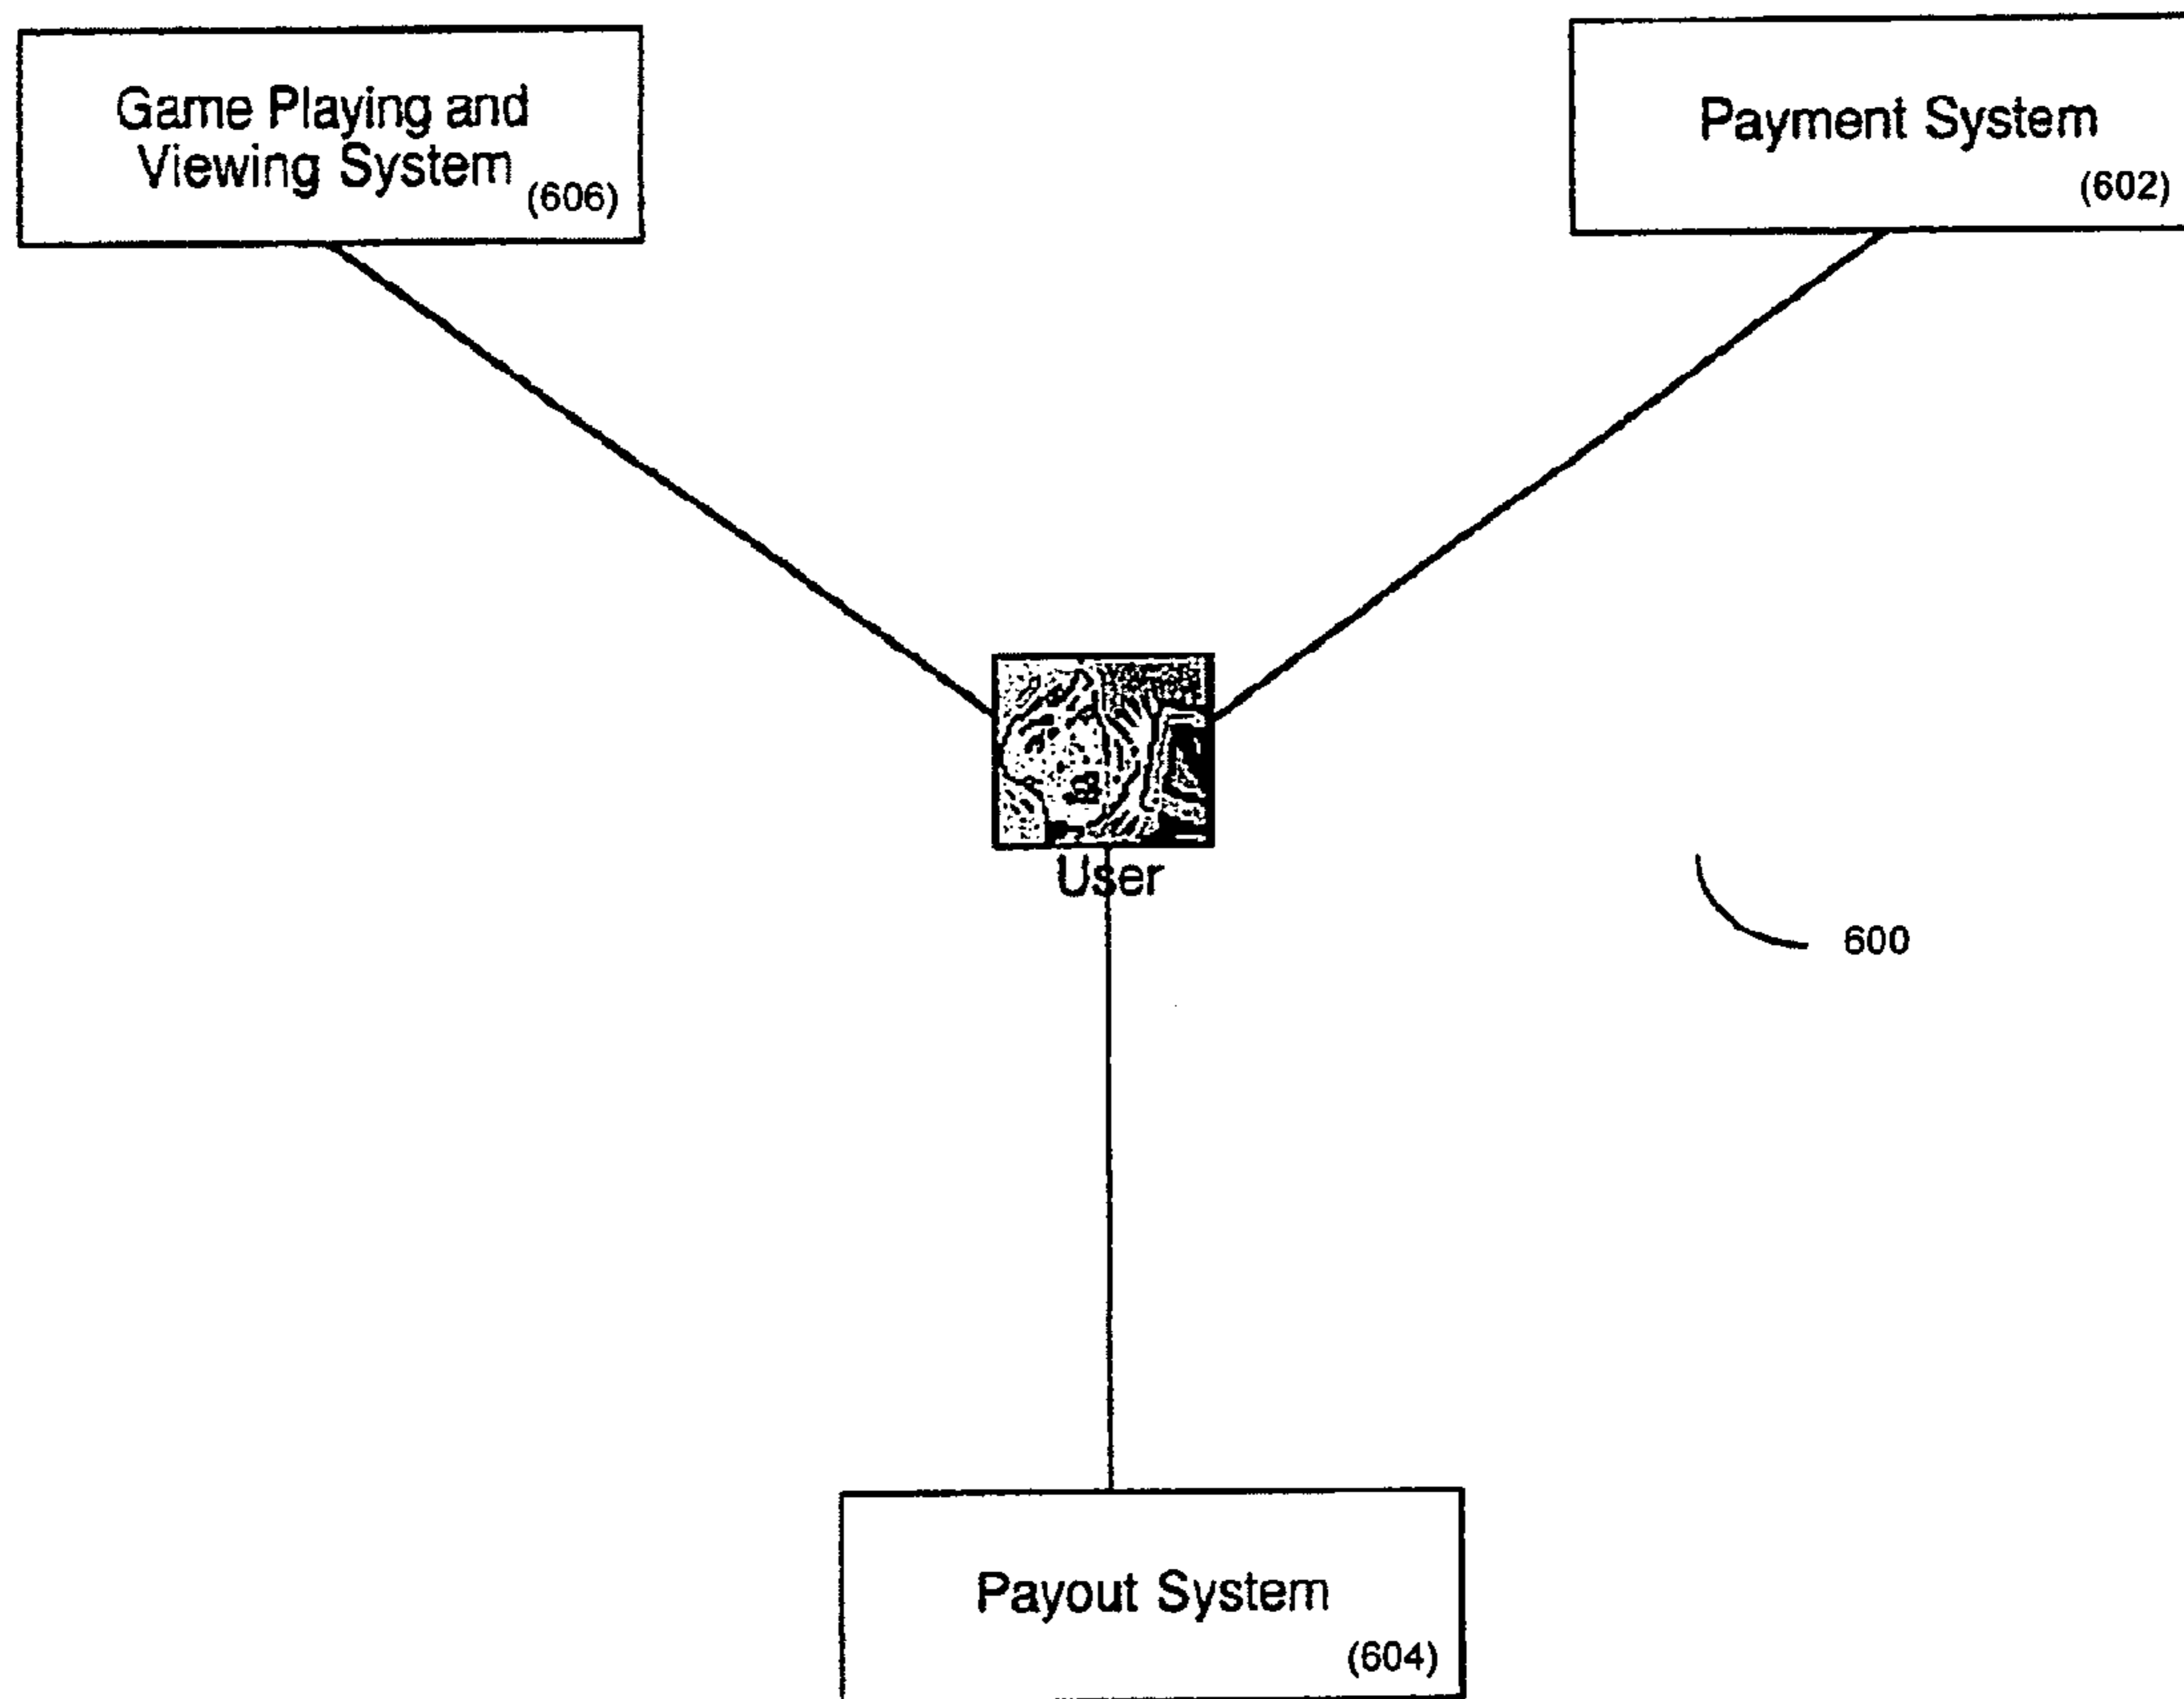 Game Playing and
Viewing System
(606)
Payment System
(602)
User
600
Payout System
(604)